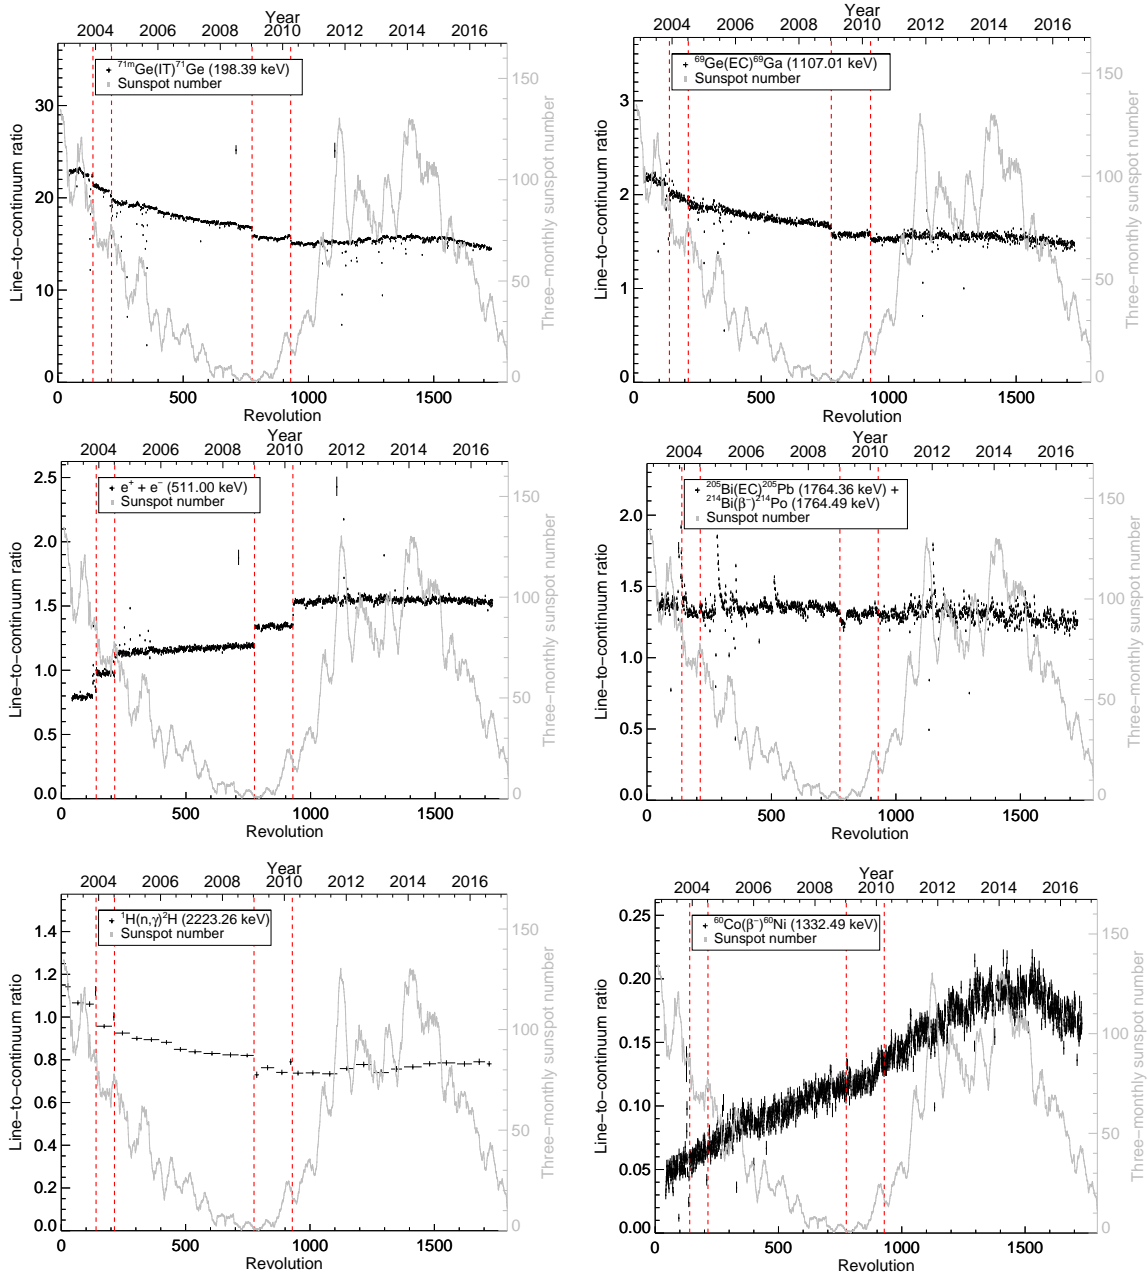 Year
2004 2006 2008 2010 2012 2014 2016
71mGe(IT)71Ge (198.39 keV)
Sunspot number
Line-to-continuum ratio
30
20
10
0
150
100
50
0
Three-monthly sunspot number
0 500 1000 1500
Revolution
Year
2004 2006 2008 2010 2012 2014 2016
69Ge(EC)69Ga (1107.01 keV)
Sunspot number
Line-to-continuum ratio
3
2
1
0
150
100
50
0
Three-monthly sunspot number
0 500 1000 1500
Revolution
Year
2004 2006 2008 2010 2012 2014 2016
e+ + e− (511.00 keV)
Sunspot number
Line-to-continuum ratio
2.5
2.0
1.5
1.0
0.5
0.0
150
100
50
0
Three-monthly sunspot number
0 500 1000 1500
Revolution
Year
2004 2006 2008 2010 2012 2014 2016
205Bi(EC)205Pb (1764.36 keV) +
214Bi(β−)214Po (1764.49 keV)
Sunspot number
Line-to-continuum ratio
2.0
1.5
1.0
0.5
0.0
150
100
50
0
Three-monthly sunspot number
0 500 1000 1500
Revolution
Year
2004 2006 2008 2010 2012 2014 2016
1H(n,γ)2H (2223.26 keV)
Sunspot number
Line-to-continuum ratio
1.4
1.2
1.0
0.8
0.6
0.4
0.2
0.0
150
100
50
0
Three-monthly sunspot number
0 500 1000 1500
Revolution
Year
2004 2006 2008 2010 2012 2014 2016
60Co(β−)60Ni (1332.49 keV)
Sunspot number
Line-to-continuum ratio
0.25
0.20
0.15
0.10
0.05
0.00
150
100
50
0
Three-monthly sunspot number
0 500 1000 1500
Revolution